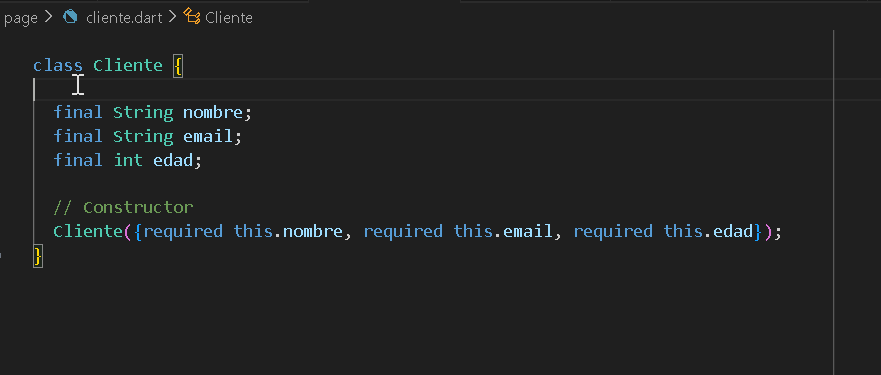 page > cliente.dart > Cliente
class Cliente {
final String nombre;
final String email;
final int edad;
// Constructor
Cliente({required this.nombre, required this.email, required this.edad});
}